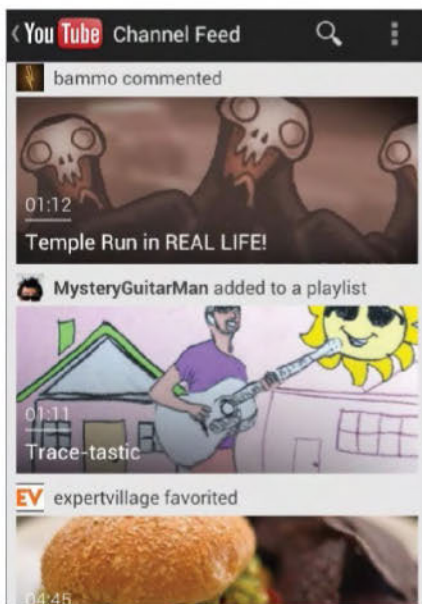 You Tube Channel Feed
bammo commented
01:12
Temple Run in REAL LIFE!
MysteryGuitarMan added to a playlist
01:11
Trace-tastic
EV expertvillage favorited
04:45